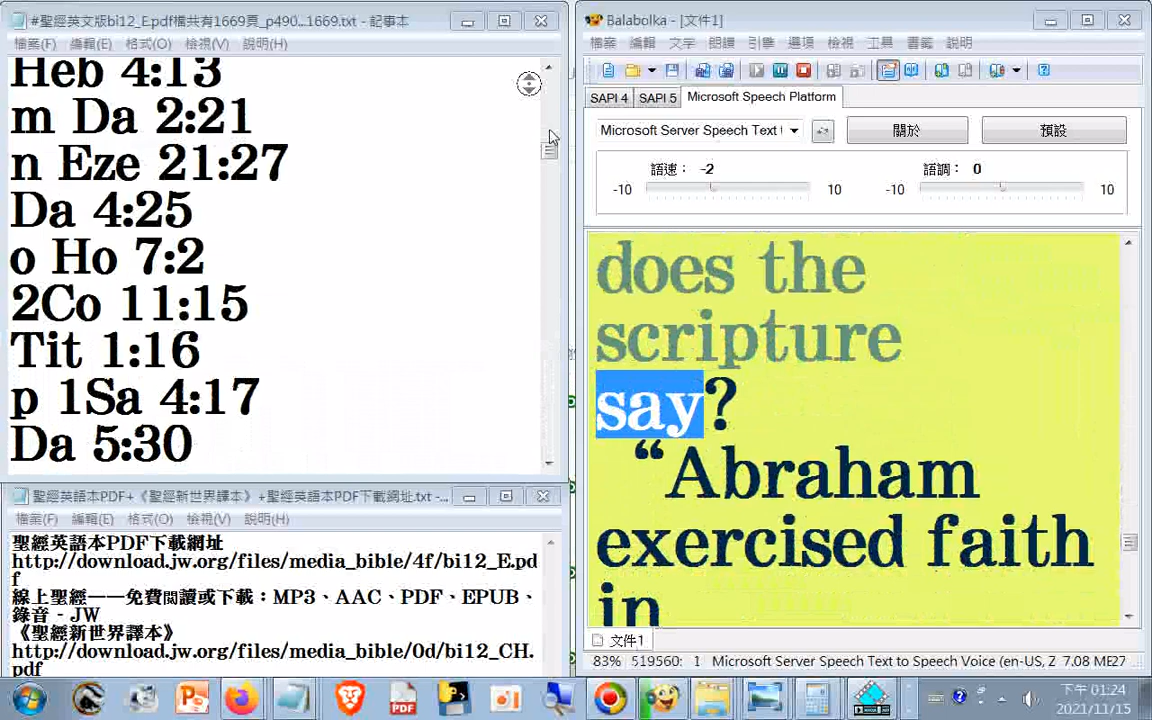 #聖經英文版bi12_E.pdf檔共有1669頁_p490...1669.txt - 記事本
檔案(F) 編輯(E) 格式(O) 檢視(V) 說明(H)
Heb 4:13
m Da 2:21
n Eze 21:27
Da 4:25
o Ho 7:2
2Co 11:15
Tit 1:16
p 1Sa 4:17
Da 5:30
聖經英語本PDF+《聖經新世界譯本》+聖經英語本PDF下載網址.txt - ...
檔案(F) 編輯(E) 格式(O) 檢視(V) 說明(H)
聖經英語本PDF下載網址
http://download.jw.org/files/media_bible/4f/bi12_E.pd
f
線上聖經——免費閱讀或下載：MP3、AAC、PDF、EPUB、
錄音 - JW
《聖經新世界譯本》
http://download.jw.org/files/media_bible/0d/bi12_CH.
pdf
Balabolka - [文件1]
檔案 編輯 文字 朗讀 引擎 選項 檢視 工具 書籤 說明
SAPI 4 SAPI 5 Microsoft Speech Platform
Microsoft Server Speech Text 關於 預設
語速： -2 語調： 0
-10 10 -10 10
does the
scripture
say?
“Abraham
exercised faith
in
文件1
83% 519560: 1 Microsoft Server Speech Text to Speech Voice (en-US, Z 7.08 ME27
PDF
下午 01:24
2021/11/15